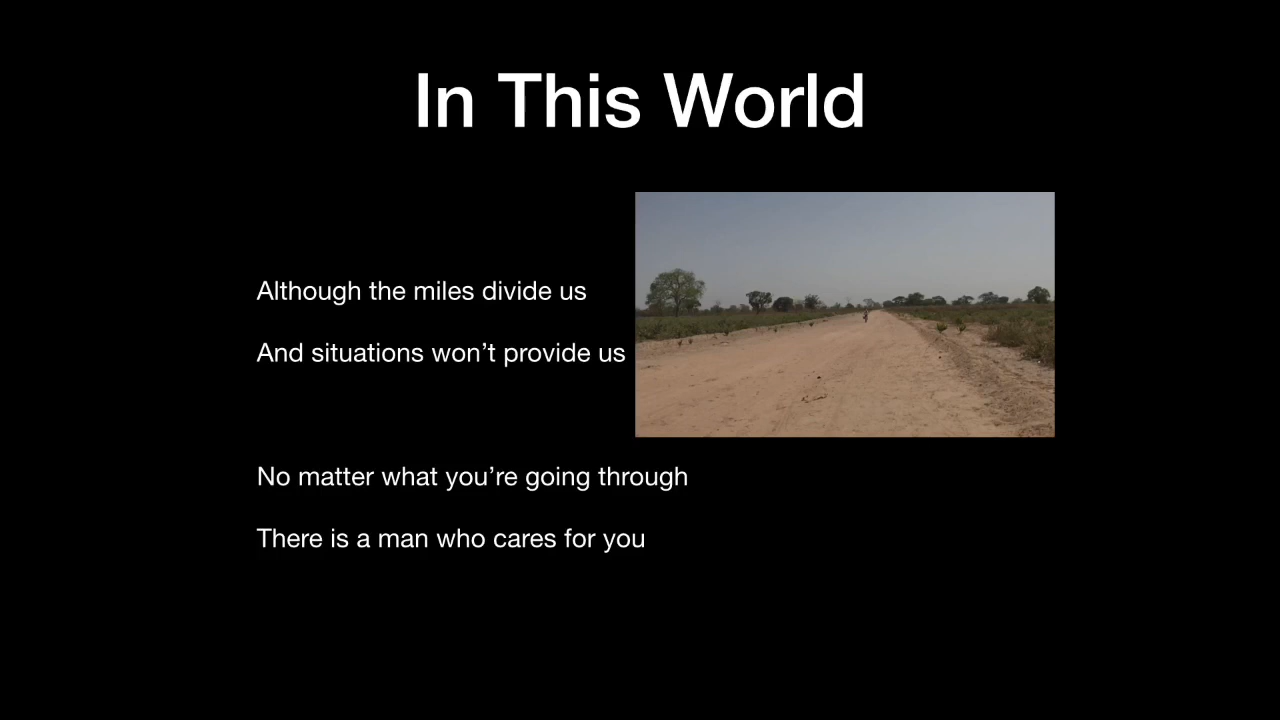 In This World
Although the miles divide us
And situations won’t provide us
No matter what you’re going through
There is a man who cares for you